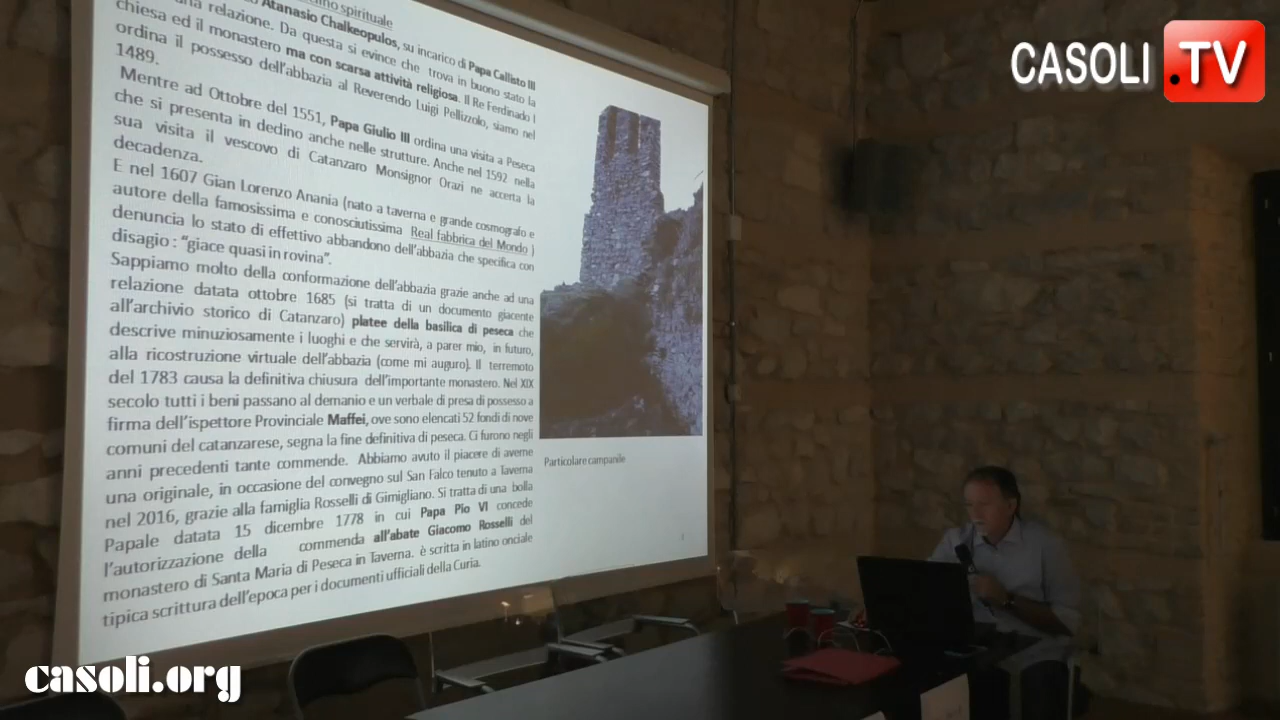 spirituale
Atanasio Chalkeopulos, su incarico di Papa Callisto III
una relazione. Da questa si evince che trova in buono stato la
chiesa ed il monastero ma con scarsa attività religiosa. Il Re Ferdinado I
ordina il possesso dell'abbazia al Reverendo Luigi Pellizzolo, siamo nel
1489.
Mentre ad Ottobre del 1551, Papa Giulio III ordina una visita a Peseca
che si presenta in declino anche nelle strutture. Anche nel 1592 nella
sua visita il vescovo di Catanzaro Monsignor Orazi ne accerta la
decadenza.
E nel 1607 Gian Lorenzo Anania (nato a taverna e grande cosmografo e
autore della famosissima e conosciutissima Real fabbrica del Mondo )
denuncia lo stato di effettivo abbandono dell'abbazia che specifica con
disagio : "giace quasi in rovina".
Sappiamo molto della conformazione dell'abbazia grazie anche ad una
relazione datata ottobre 1685 (si tratta di un documento giacente
all'archivio storico di Catanzaro) platee della basilica di peseca che
descrive minuziosamente i luoghi e che servirà, a parer mio, in futuro,
alla ricostruzione virtuale dell'abbazia (come mi auguro). Il terremoto
del 1783 causa la definitiva chiusura dell'importante monastero. Nel XIX
secolo tutti i beni passano al demanio e un verbale di presa di possesso a
firma dell'ispettore Provinciale Maffei, ove sono elencati 52 fondi di nove
comuni del catanzarese, segna la fine definitiva di peseca. Ci furono negli
anni precedenti tante commende. Abbiamo avuto il piacere di averne
una originale, in occasione del convegno sul San Falco tenuto a Taverna
nel 2016, grazie alla famiglia Rosselli di Gimigliano. Si tratta di una bolla
Papale datata 15 dicembre 1778 in cui Papa Pio VI concede
l'autorizzazione della commenda all'abate Giacomo Rosselli del
monastero di Santa Maria di Peseca in Taverna. è scritta in latino onciale
tipica scrittura dell'epoca per i documenti ufficiali della Curia.
Particolare campanile
CASOLI .TV
casoli.org